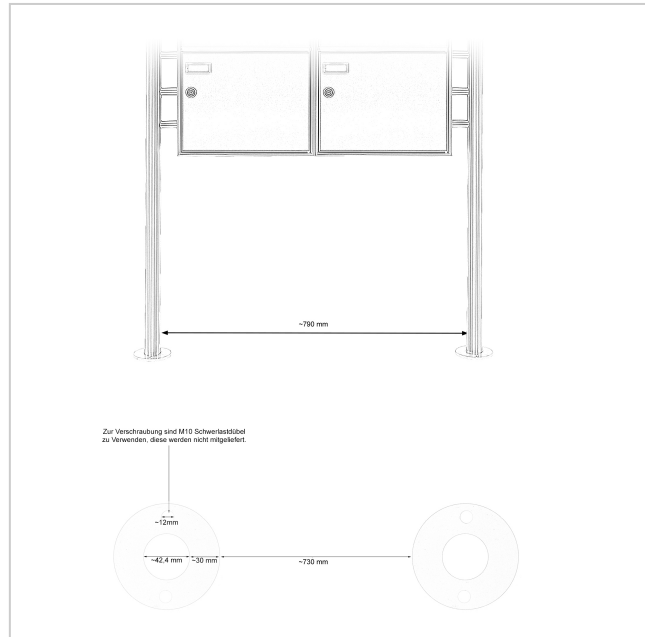 ~790 mm
Zur Verschraubung sind M10 Schwerlastdübel
zu Verwenden, diese werden nicht mitgeliefert.
~12mm
~42,4 mm
~30 mm
~730 mm